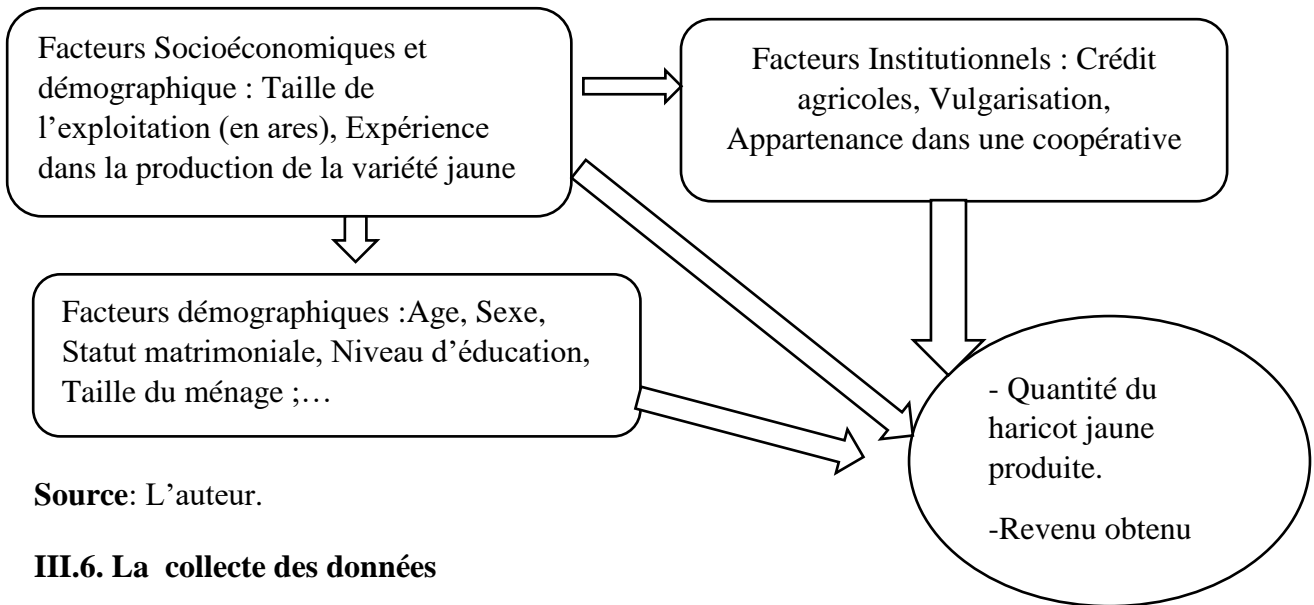 Facteurs Socioéconomiques et
démographique : Taille de
l’exploitation (en ares), Expérience
dans la production de la variété jaune
Facteurs Institutionnels : Crédit
agricoles, Vulgarisation,
Appartenance dans une coopérative
Facteurs démographiques :Age, Sexe,
Statut matrimoniale, Niveau d’éducation,
Taille du ménage ;…
- Quantité du
haricot jaune
produite.
-Revenu obtenu
Source: L’auteur.
III.6. La collecte des données